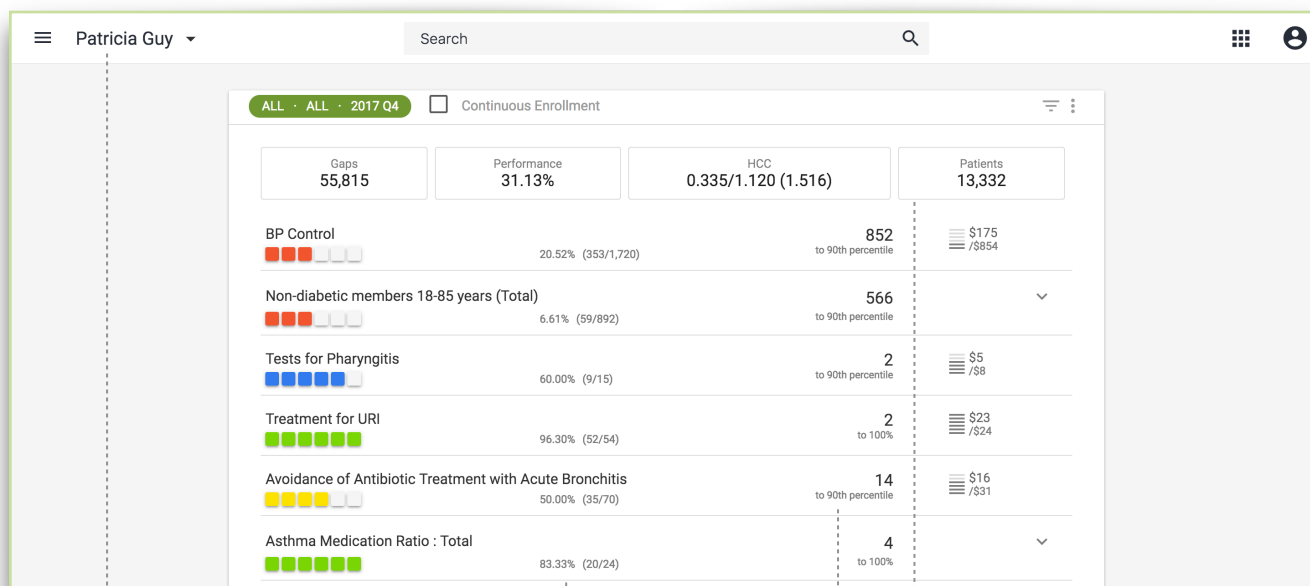 Patricia Guy
Search
ALL · ALL · 2017 Q4
Continuous Enrollment
Gaps
55,815
Performance
31.13%
HCC
0.335/1.120 (1.516)
Patients
13,332
BP Control
20.52% (353/1,720)
852
to 90th percentile
$175
/$854
Non-diabetic members 18-85 years (Total)
6.61% (59/892)
566
to 90th percentile
Tests for Pharyngitis
60.00% (9/15)
2
to 90th percentile
$5
/$8
Treatment for URI
96.30% (52/54)
2
to 100%
$23
/$24
Avoidance of Antibiotic Treatment with Acute Bronchitis
50.00% (35/70)
14
to 90th percentile
$16
/$31
Asthma Medication Ratio : Total
83.33% (20/24)
4
to 100%